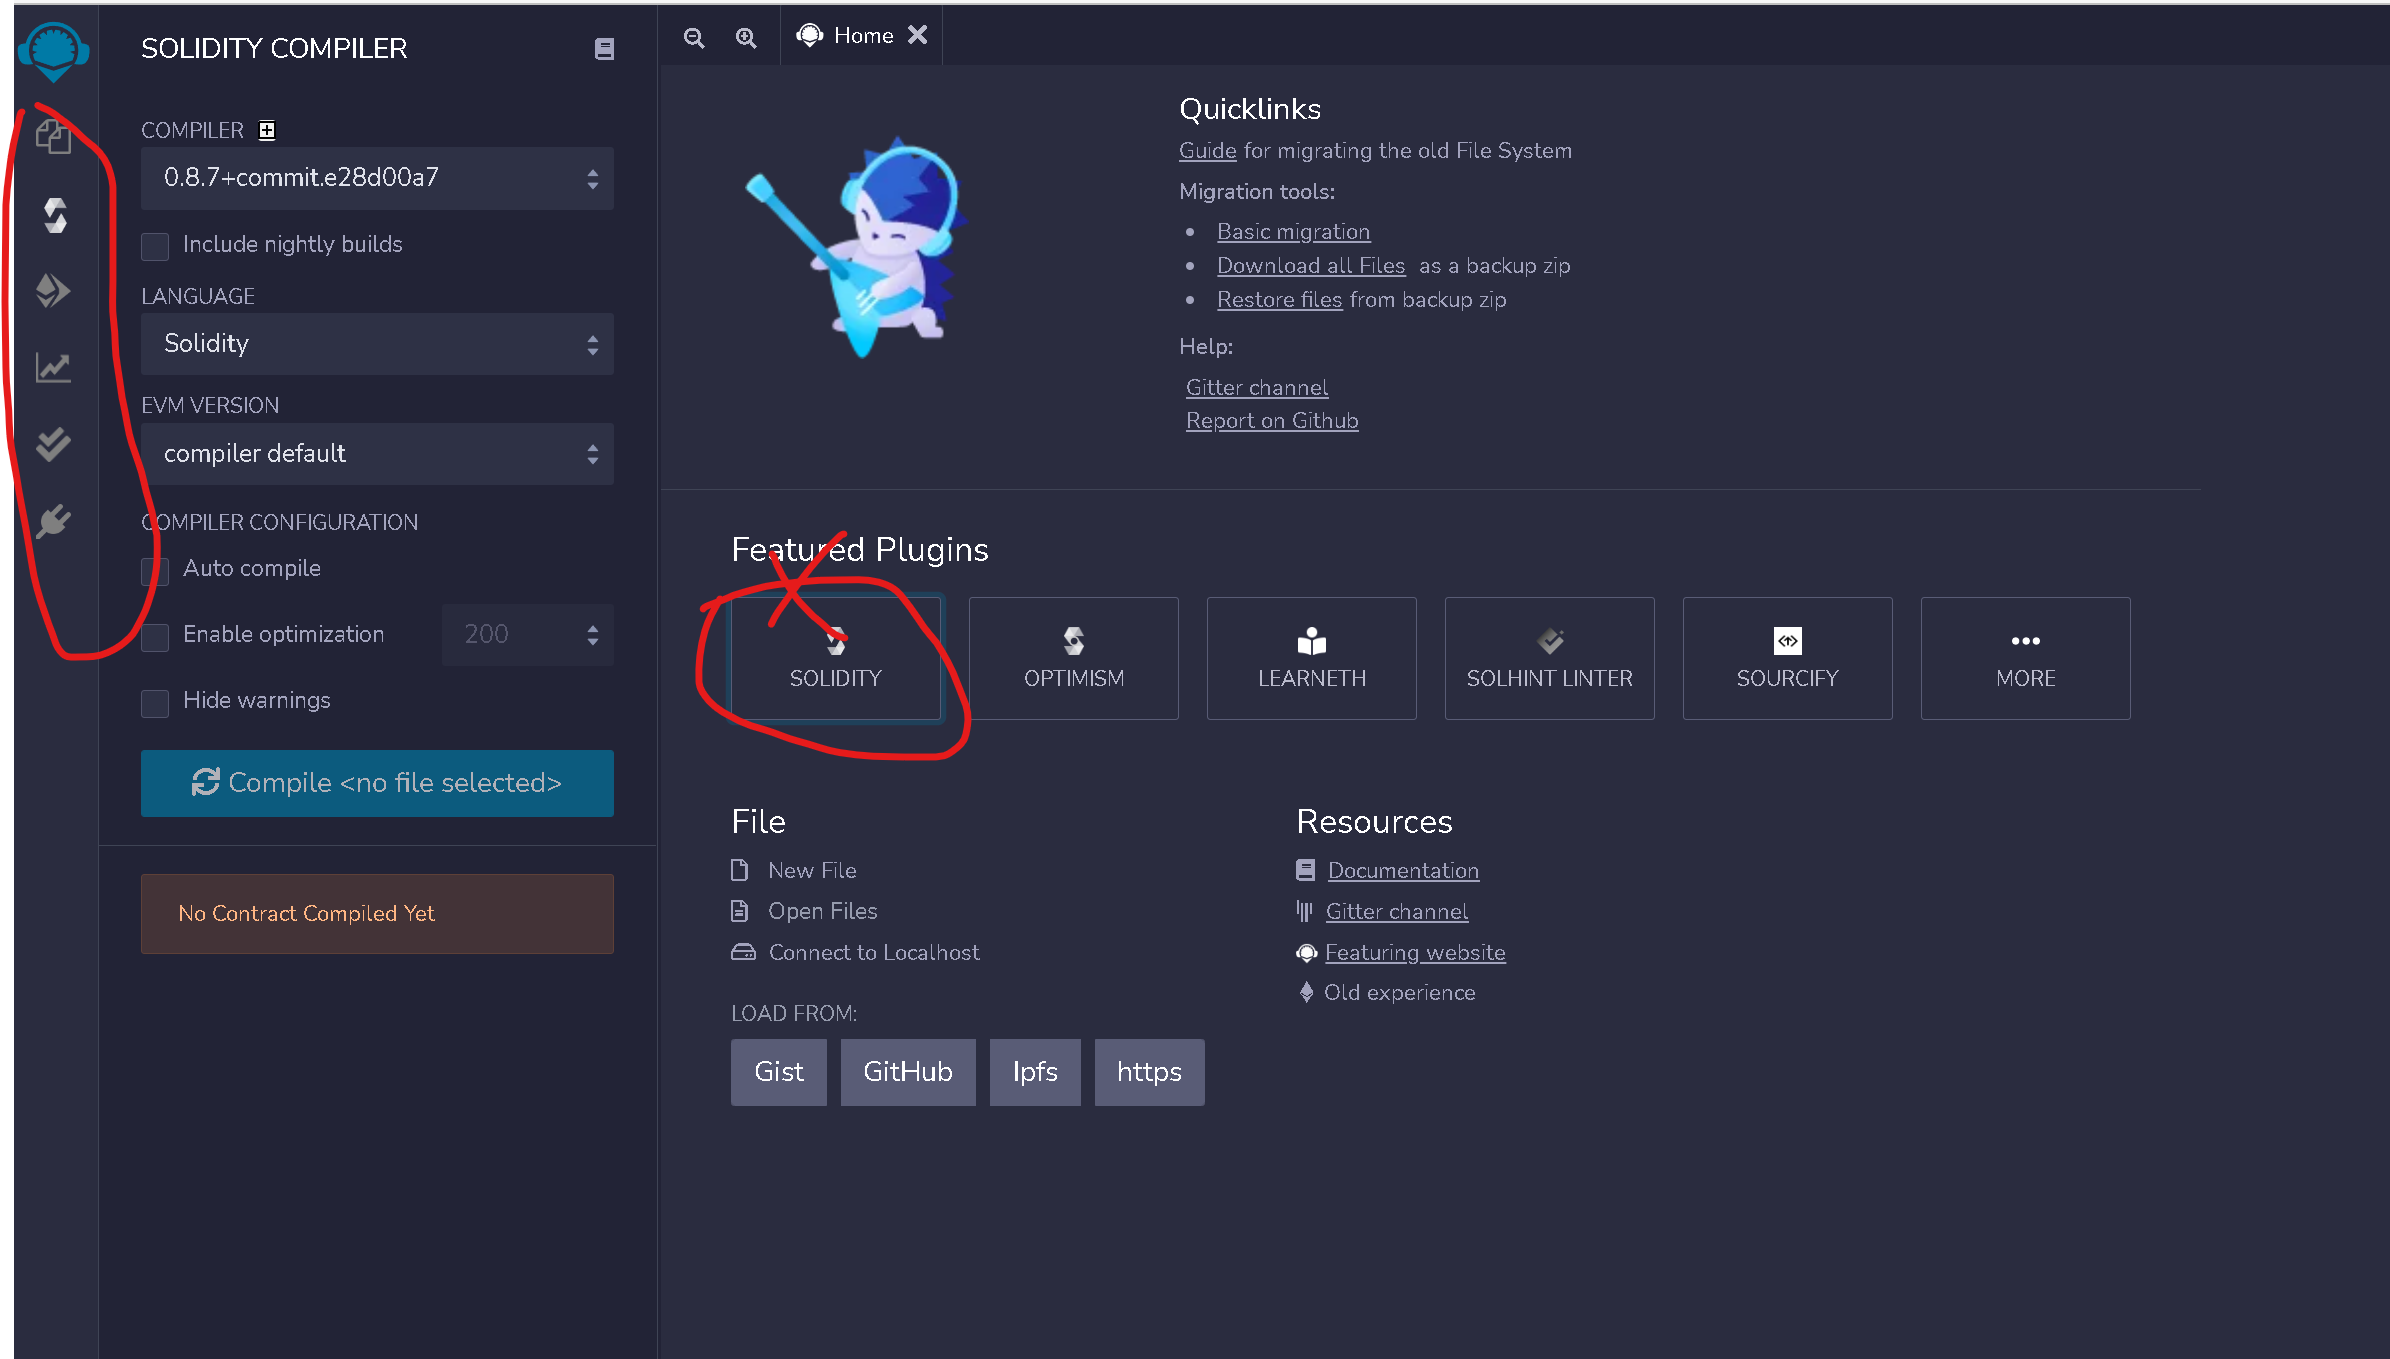 SOLIDITY COMPILER
COMPILER
0.8.7+commit.e28d00a7
Include nightly builds
LANGUAGE
Solidity
EVM VERSION
compiler default
COMPILER CONFIGURATION
Auto compile
Enable optimization 200
Hide warnings
Compile <no file selected>
No Contract Compiled Yet
Home
Quicklinks
Guide for migrating the old File System
Migration tools:
Basic migration
Download all Files as a backup zip
Restore files from backup zip
Help:
Gitter channel
Report on Github
Featured Plugins
SOLIDITY
OPTIMISM
LEARNETH
SOLHINT LINTER
SOURCIFY
MORE
File
New File
Open Files
Connect to Localhost
LOAD FROM:
Gist
GitHub
Ipfs
https
Resources
Documentation
Gitter channel
Featuring website
Old experience